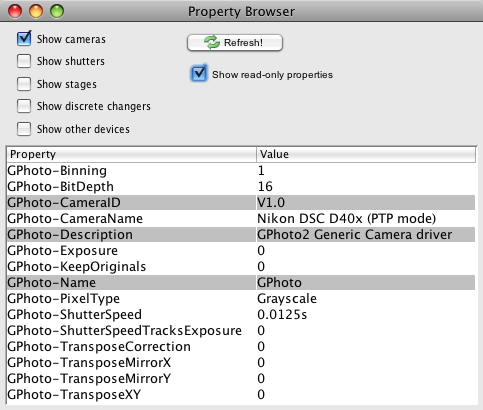 Property Browser
Show cameras
Refresh!
Show shutters
Show read-only properties
Show stages
Show discrete changers
Show other devices
Property Value
GPhoto-Binning 1
GPhoto-BitDepth 16
GPhoto-CameraID V1.0
GPhoto-CameraName Nikon DSC D40x (PTP mode)
GPhoto-Description GPhoto2 Generic Camera driver
GPhoto-Exposure 0
GPhoto-KeepOriginals 0
GPhoto-Name GPhoto
GPhoto-PixelType Grayscale
GPhoto-ShutterSpeed 0.0125s
GPhoto-ShutterSpeedTracksExposure 0
GPhoto-TransposeCorrection 0
GPhoto-TransposeMirrorX 0
GPhoto-TransposeMirrorY 0
GPhoto-TransposeXY 0